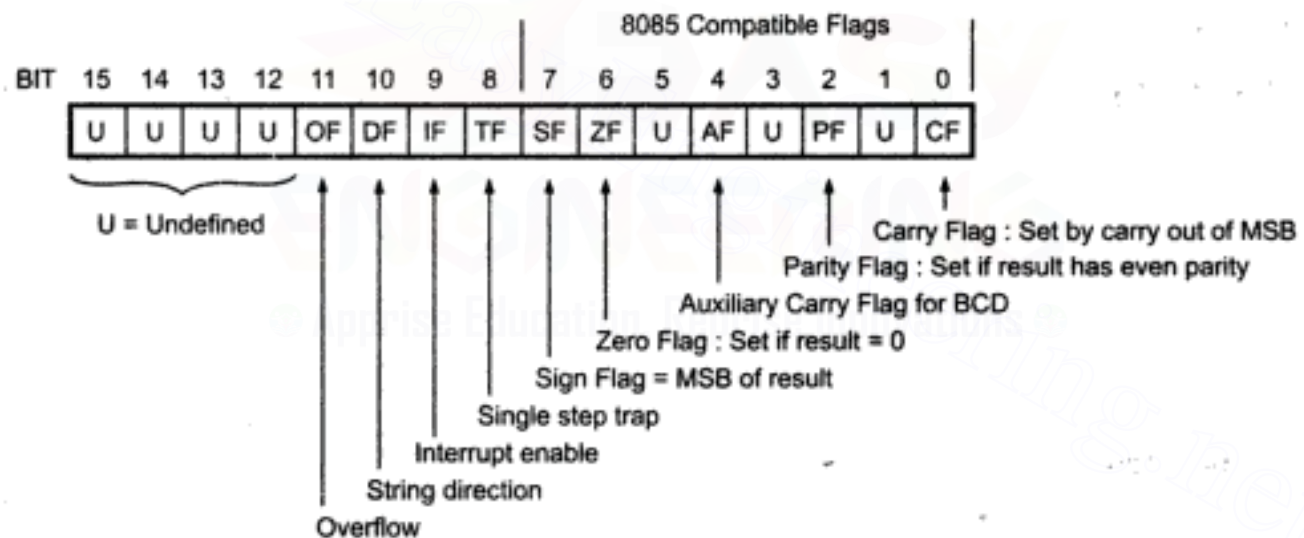 8085 Compatible Flags
BIT 15 14 13 12 11 10 9 8 7 6 5 4 3 2 1 0
U U U U OF DF IF TF SF ZF U AF U PF U CF
U = Undefined
Carry Flag : Set by carry out of MSB
Parity Flag : Set if result has even parity
Auxiliary Carry Flag for BCD
Zero Flag : Set if result = 0
Sign Flag = MSB of result
Single step trap
Interrupt enable
String direction
Overflow